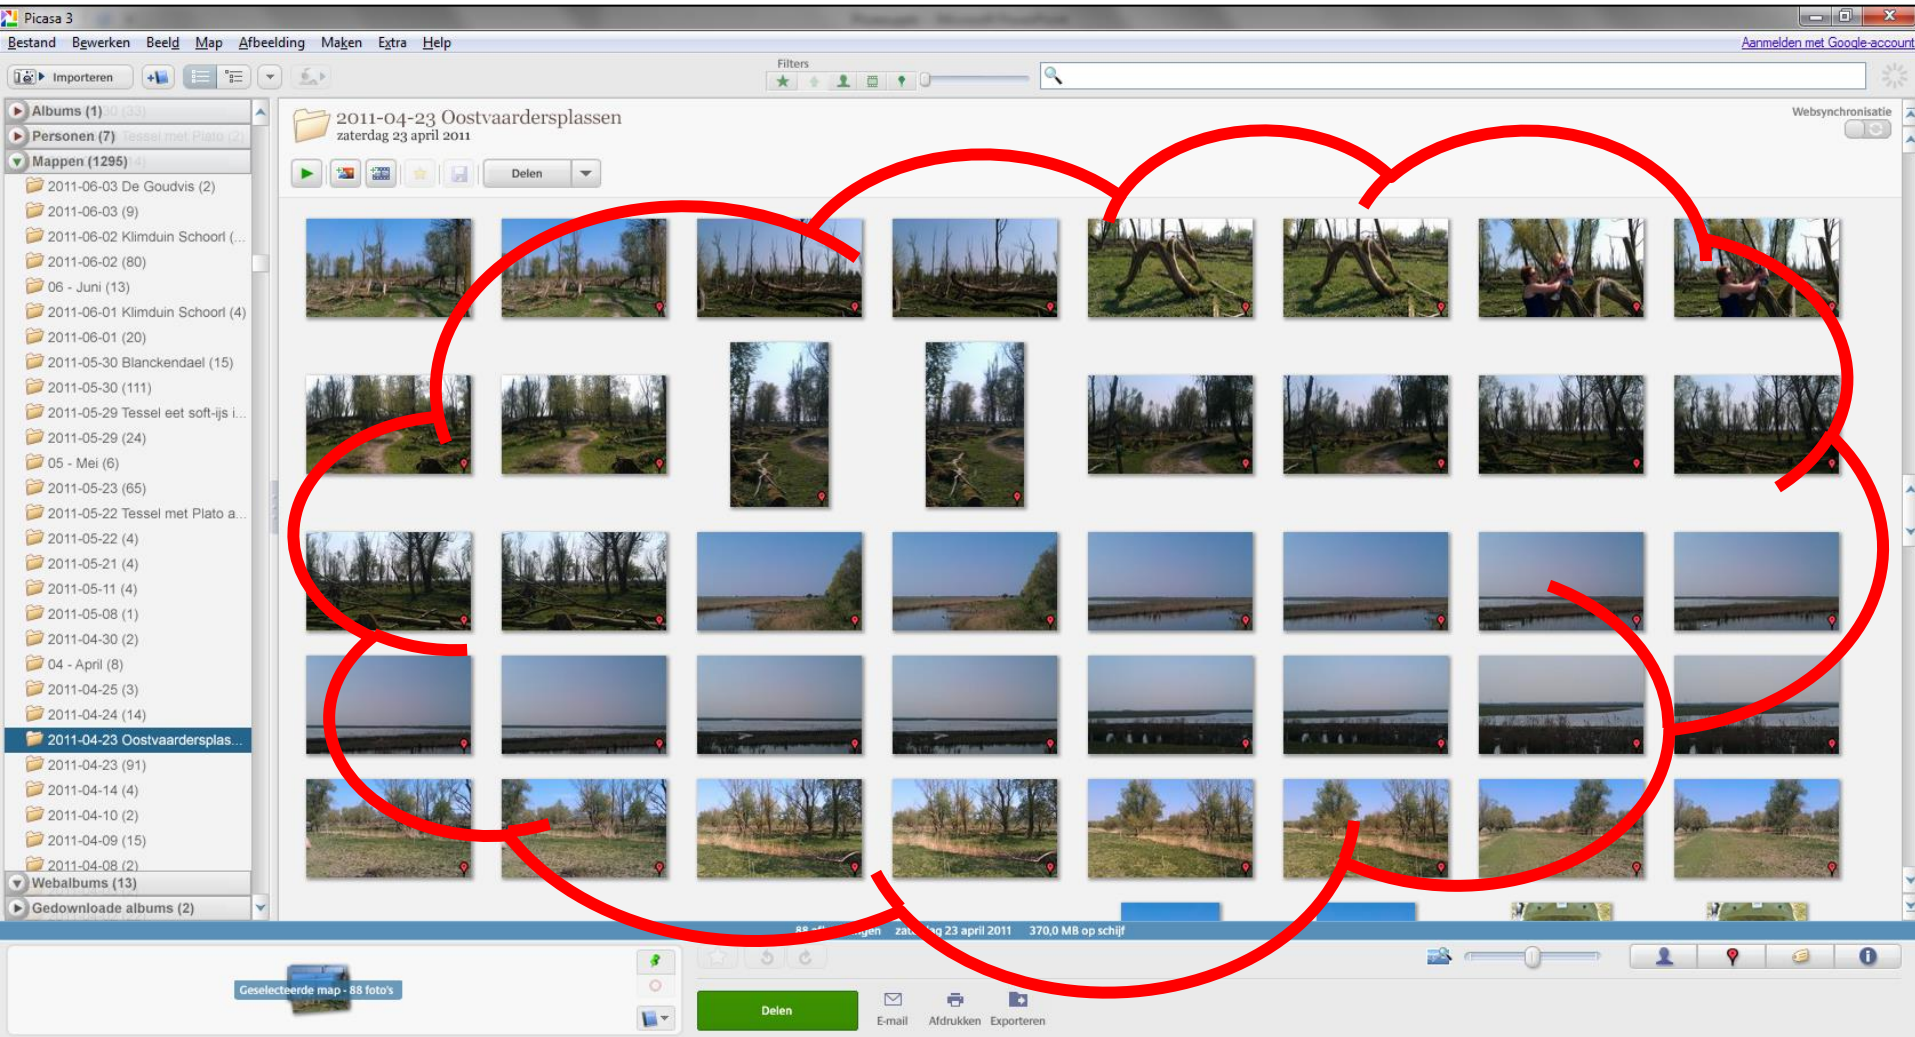 Picasa 3
Bestand Bewerken Beeld Map Afbeelding Maken Extra Help
Aanmelden met Google-account
Importeren
Filters
Albums (1)
Personen (7)
Mappen (1295)
2011-06-03 De Goudvis (2)
2011-06-03 (9)
2011-06-02 Klimduin Schoorl (...
2011-06-02 (80)
06 - Juni (13)
2011-06-01 Klimduin Schoorl (4)
2011-06-01 (20)
2011-05-30 Blanckendael (15)
2011-05-30 (111)
2011-05-29 Tessel eet soft-ijs i...
2011-05-29 (24)
05 - Mei (6)
2011-05-23 (65)
2011-05-22 Tessel met Plato a...
2011-05-22 (4)
2011-05-21 (4)
2011-05-11 (4)
2011-05-08 (1)
2011-04-30 (2)
04 - April (8)
2011-04-25 (3)
2011-04-24 (14)
2011-04-23 Oostvaardersplas...
2011-04-23 (91)
2011-04-14 (4)
2011-04-10 (2)
2011-04-09 (15)
2011-04-08 (2)
Webalbums (13)
Gedownloade albums (2)
2011-04-23 Oostvaardersplassen
zaterdag 23 april 2011
Websynchronisatie
Delen
23 april 2011 370,0 MB op schijf
Geselecteerde map - 88 foto's
Delen
E-mail Afdrukken Exporteren